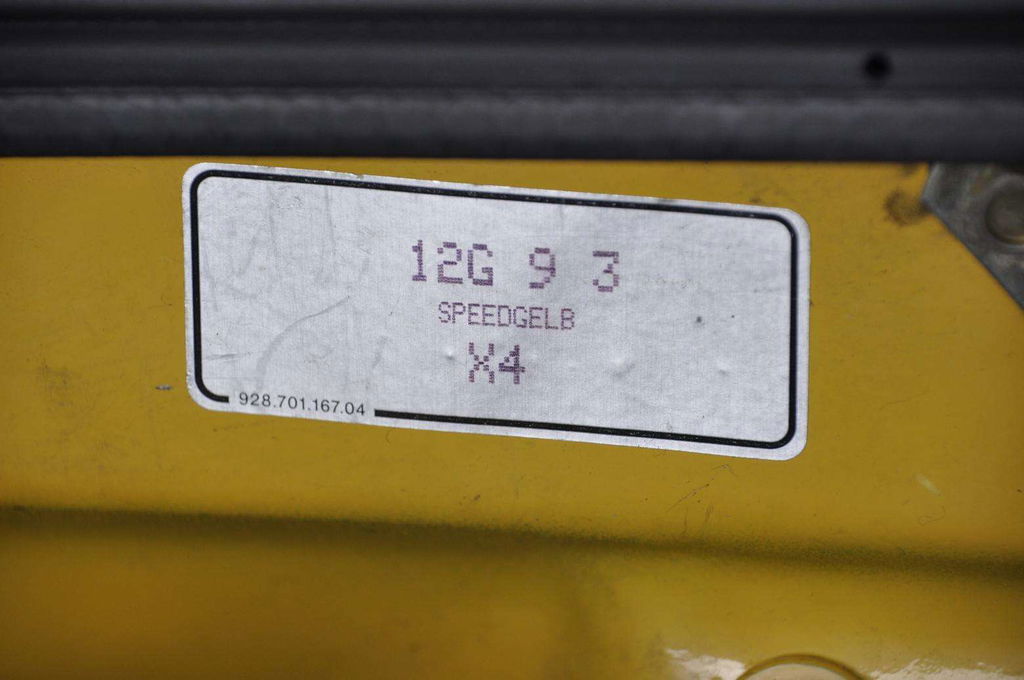 12G 9 3
SPEEDGELB
X4
928.701.167.04